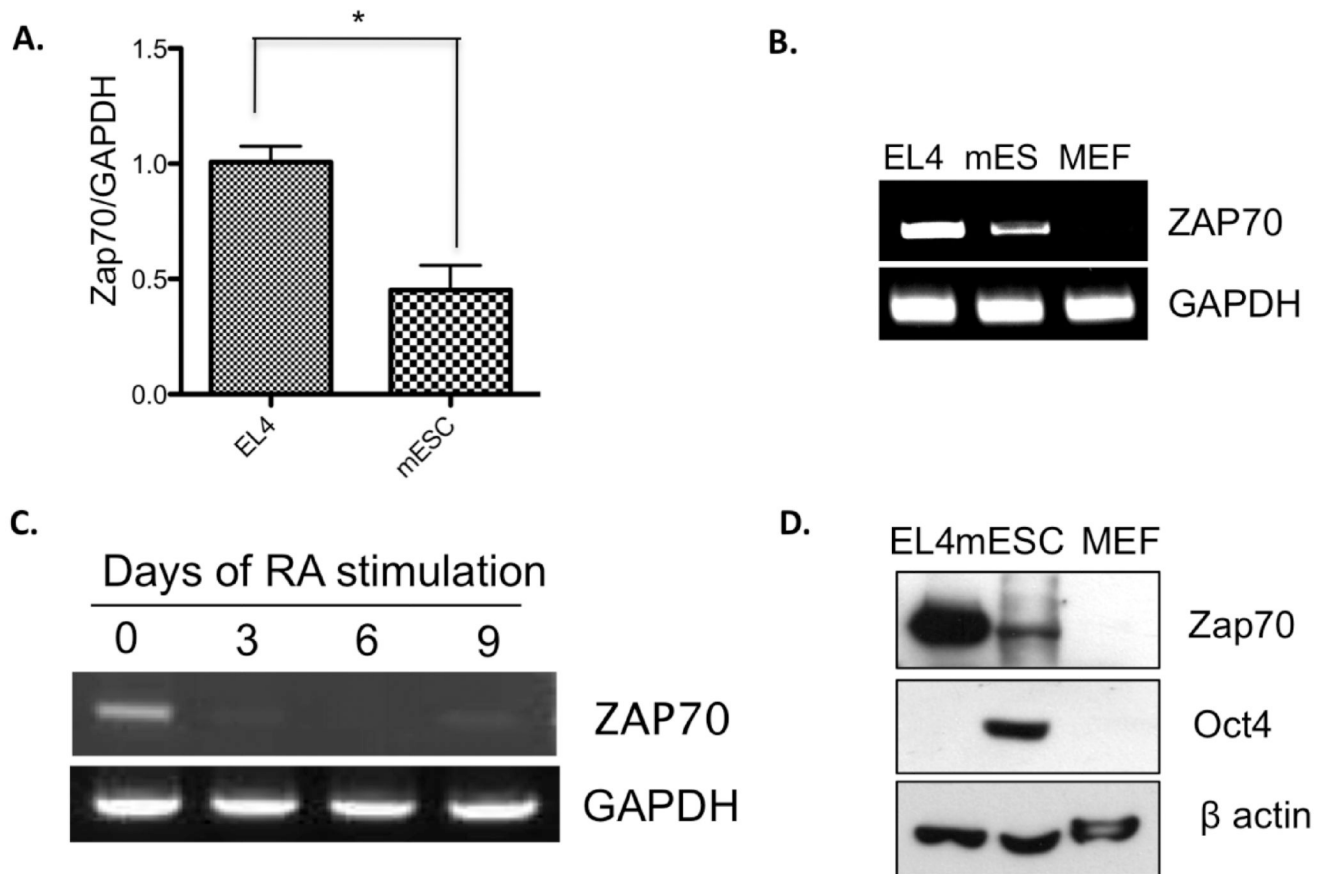 A.
*
1.5
1.0
0.5
0.0
Zap70/GAPDH
EL4
mESC
B.
EL4 mES MEF
ZAP70
GAPDH
C.
Days of RA stimulation
0 3 6 9
ZAP70
GAPDH
D.
EL4mESC MEF
Zap70
Oct4
β actin